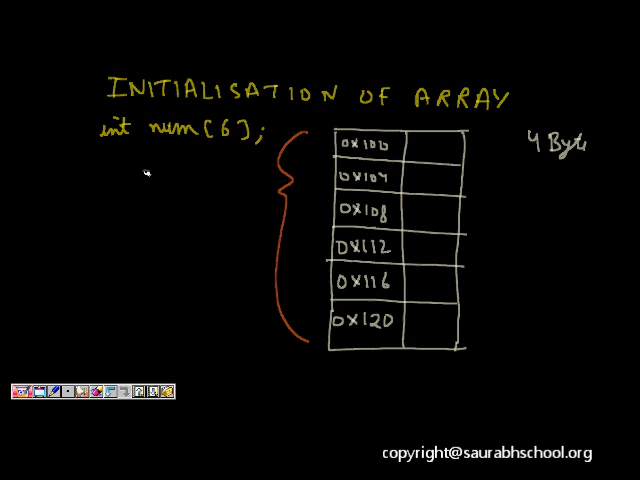 INITIALISATION OF ARRAY
int num[6];
4 Byte
0x100
0x104
0x108
0x112
0x116
0x120
copyright@saurabhschool.org